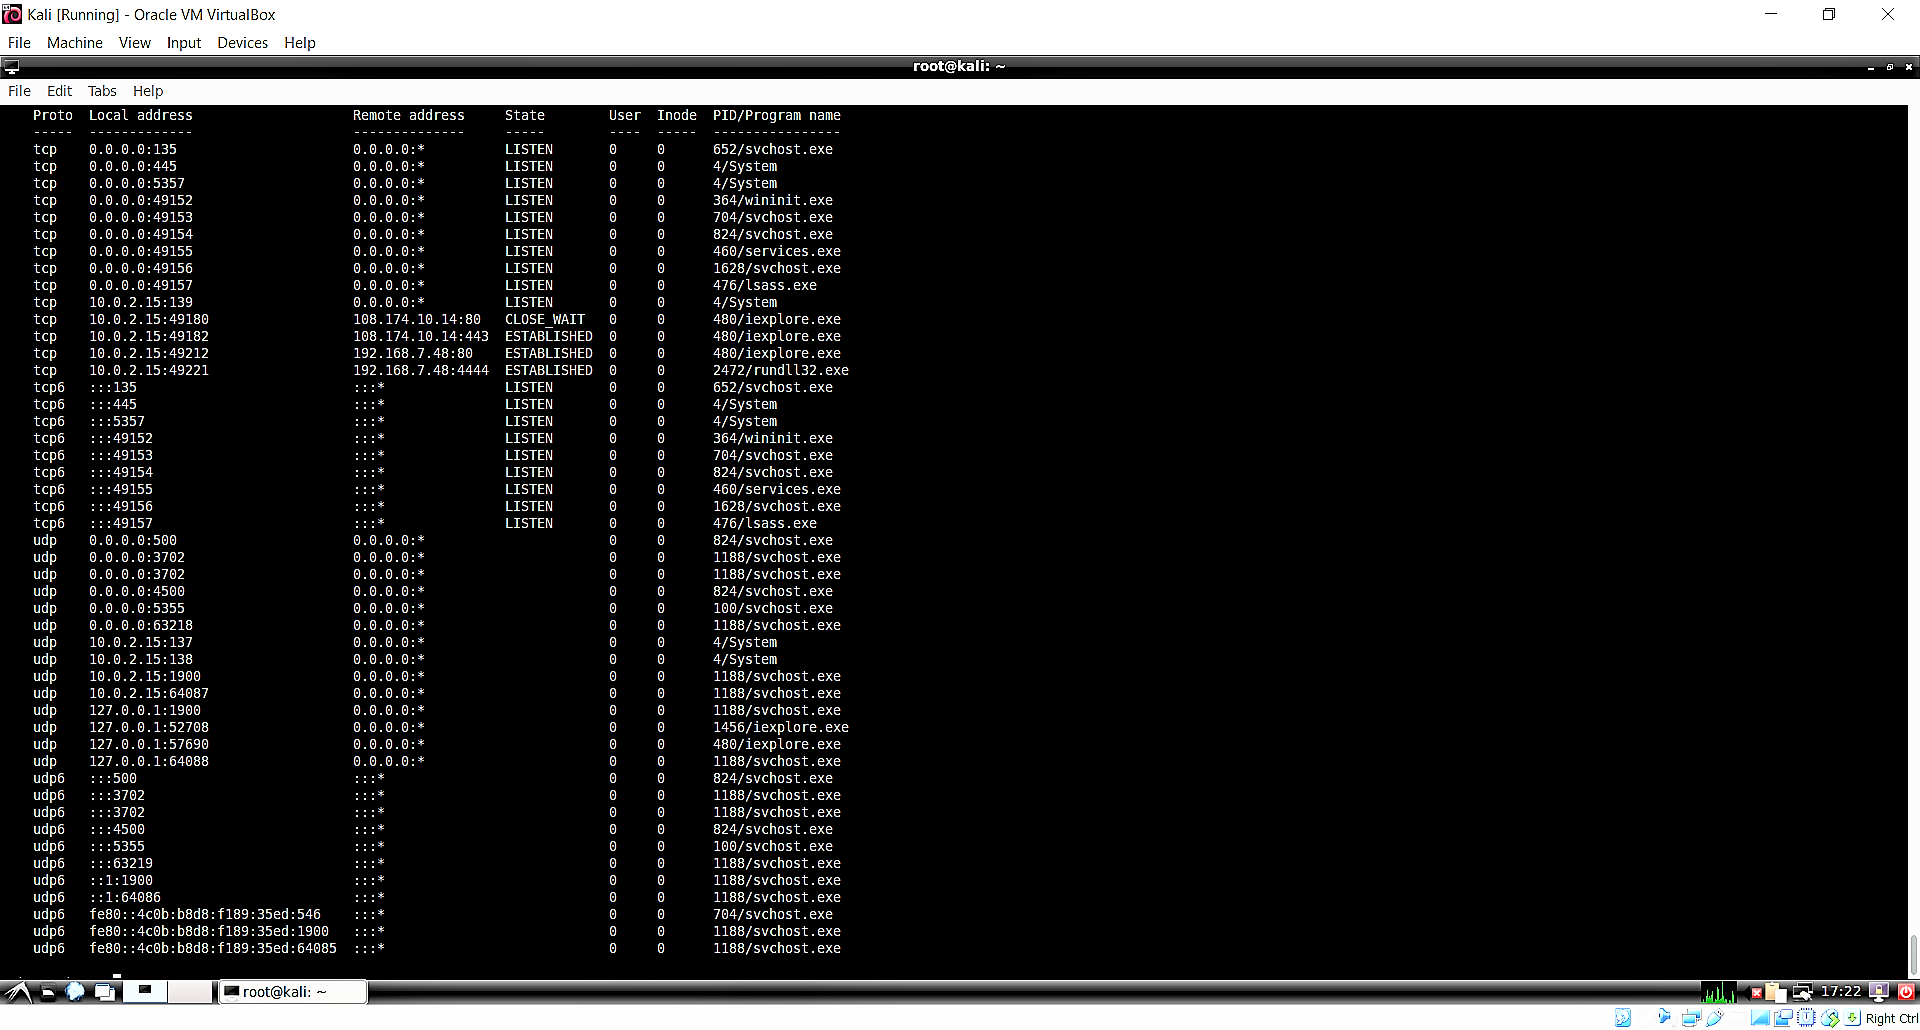 Kali [Running] - Oracle VM VirtualBox
File Machine View Input Devices Help
root@kali: ~
File Edit Tabs Help
Proto Local address Remote address State User Inode PID/Program name
----- ------------- -------------- ----- ---- ----- ----------------
tcp 0.0.0.0:135 0.0.0.0:* LISTEN 0 0 652/svchost.exe
tcp 0.0.0.0:445 0.0.0.0:* LISTEN 0 0 4/System
tcp 0.0.0.0:5357 0.0.0.0:* LISTEN 0 0 4/System
tcp 0.0.0.0:49152 0.0.0.0:* LISTEN 0 0 364/wininit.exe
tcp 0.0.0.0:49153 0.0.0.0:* LISTEN 0 0 704/svchost.exe
tcp 0.0.0.0:49154 0.0.0.0:* LISTEN 0 0 824/svchost.exe
tcp 0.0.0.0:49155 0.0.0.0:* LISTEN 0 0 460/services.exe
tcp 0.0.0.0:49156 0.0.0.0:* LISTEN 0 0 1628/svchost.exe
tcp 0.0.0.0:49157 0.0.0.0:* LISTEN 0 0 476/lsass.exe
tcp 10.0.2.15:139 0.0.0.0:* LISTEN 0 0 4/System
tcp 10.0.2.15:49180 108.174.10.14:80 CLOSE_WAIT 0 0 480/iexplore.exe
tcp 10.0.2.15:49182 108.174.10.14:443 ESTABLISHED 0 0 480/iexplore.exe
tcp 10.0.2.15:49212 192.168.7.48:80 ESTABLISHED 0 0 480/iexplore.exe
tcp 10.0.2.15:49221 192.168.7.48:4444 ESTABLISHED 0 0 2472/rundll32.exe
tcp6 :::135 :::* LISTEN 0 0 652/svchost.exe
tcp6 :::445 :::* LISTEN 0 0 4/System
tcp6 :::5357 :::* LISTEN 0 0 4/System
tcp6 :::49152 :::* LISTEN 0 0 364/wininit.exe
tcp6 :::49153 :::* LISTEN 0 0 704/svchost.exe
tcp6 :::49154 :::* LISTEN 0 0 824/svchost.exe
tcp6 :::49155 :::* LISTEN 0 0 460/services.exe
tcp6 :::49156 :::* LISTEN 0 0 1628/svchost.exe
tcp6 :::49157 :::* LISTEN 0 0 476/lsass.exe
udp 0.0.0.0:500 0.0.0.0:* 0 0 824/svchost.exe
udp 0.0.0.0:3702 0.0.0.0:* 0 0 1188/svchost.exe
udp 0.0.0.0:3702 0.0.0.0:* 0 0 1188/svchost.exe
udp 0.0.0.0:4500 0.0.0.0:* 0 0 824/svchost.exe
udp 0.0.0.0:5355 0.0.0.0:* 0 0 100/svchost.exe
udp 0.0.0.0:63218 0.0.0.0:* 0 0 1188/svchost.exe
udp 10.0.2.15:137 0.0.0.0:* 0 0 4/System
udp 10.0.2.15:138 0.0.0.0:* 0 0 4/System
udp 10.0.2.15:1900 0.0.0.0:* 0 0 1188/svchost.exe
udp 10.0.2.15:64087 0.0.0.0:* 0 0 1188/svchost.exe
udp 127.0.0.1:1900 0.0.0.0:* 0 0 1188/svchost.exe
udp 127.0.0.1:52708 0.0.0.0:* 0 0 1456/iexplore.exe
udp 127.0.0.1:57690 0.0.0.0:* 0 0 480/iexplore.exe
udp 127.0.0.1:64088 0.0.0.0:* 0 0 1188/svchost.exe
udp6 :::500 :::* 0 0 824/svchost.exe
udp6 :::3702 :::* 0 0 1188/svchost.exe
udp6 :::3702 :::* 0 0 1188/svchost.exe
udp6 :::4500 :::* 0 0 824/svchost.exe
udp6 :::5355 :::* 0 0 100/svchost.exe
udp6 :::63219 :::* 0 0 1188/svchost.exe
udp6 ::1:1900 :::* 0 0 1188/svchost.exe
udp6 ::1:64086 :::* 0 0 1188/svchost.exe
udp6 fe80::4c0b:b8d8:f189:35ed:546 :::* 0 0 704/svchost.exe
udp6 fe80::4c0b:b8d8:f189:35ed:1900 :::* 0 0 1188/svchost.exe
udp6 fe80::4c0b:b8d8:f189:35ed:64085 :::* 0 0 1188/svchost.exe
root@kali: ~ 17:22
Right Ctrl